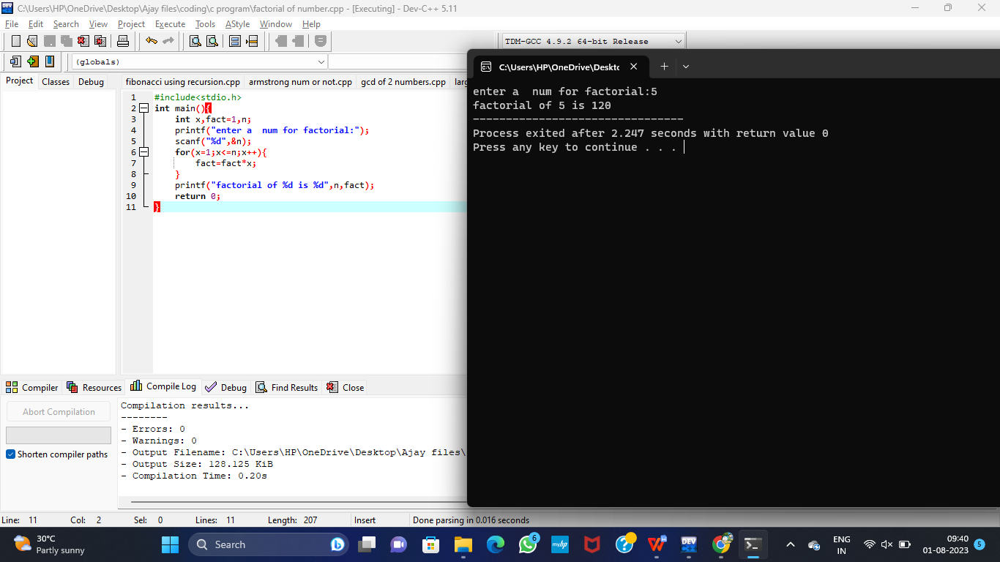 C:\Users\HP\OneDrive\Desktop\Ajay files\coding\c program\factorial of number.cpp - [Executing] - Dev-C++ 5.11
File Edit Search View Project Execute Tools AStyle Window Help
TDM-GCC 4.9.2 64-bit Release
(globals)
Project Classes Debug
fibonacci using recursion.cpp armstrong num or not.cpp gcd of 2 numbers.cpp
1 #include<stdio.h>
2 int main(){
3 int x,fact=1,n;
4 printf("enter a  num for factorial:");
5 scanf("%d",&n);
6 for(x=1;x<=n;x++){
7 fact=fact*x;
8 }
9 printf("factorial of %d is %d",n,fact);
10 return 0;
11 }
C:\Users\HP\OneDrive\Deskt
enter a  num for factorial:5
factorial of 5 is 120
--------------------------------
Process exited after 2.247 seconds with return value 0
Press any key to continue . . .
Compiler Resources Compile Log Debug Find Results Close
Abort Compilation
Shorten compiler paths
Compilation results...
--------
- Errors: 0
- Warnings: 0
- Output Filename: C:\Users\HP\OneDrive\Desktop\Ajay files\
- Output Size: 128.125 KiB
- Compilation Time: 0.20s
Line: 11 Col: 2 Sel: 0 Lines: 11 Length: 207 Insert Done parsing in 0.016 seconds
30°C
Partly sunny
Search
6
myhp
DEV
ENG
IN
09:40
01-08-2023
5